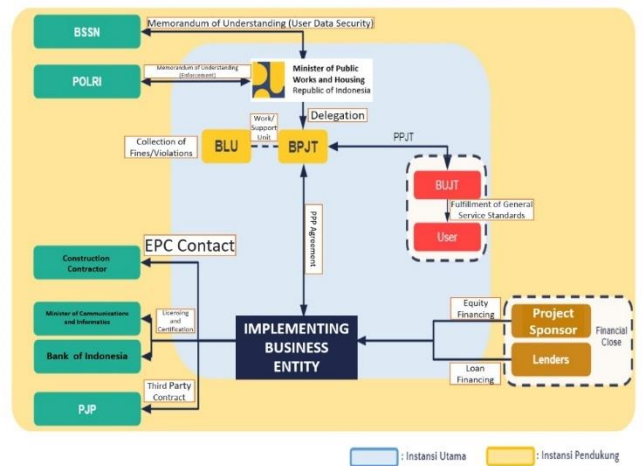 BSSN
Memorandum of Understanding (User Data Security)
POLRI
Memorandum of Understanding
(Enforcement)
Minister of Public
Works and Housing
Republic of Indonesia
Delegation
Collection of
Fines/Violations
BLU
Work/
Support
Unit
BPJT
PPJT
BUJT
Fulfillment of General
Service Standards
User
PPP Agreement
EPC Contact
Construction
Contractor
Minister of Communications
and Informatics
Licensing
and
Certification
Bank of Indonesia
IMPLEMENTING
BUSINESS
ENTITY
Equity
Financing
Project
Sponsor
Financial
Close
Lenders
Loan
Financing
Third Party
Contract
PJP
: Instansi Utama
: Instansi Pendukung